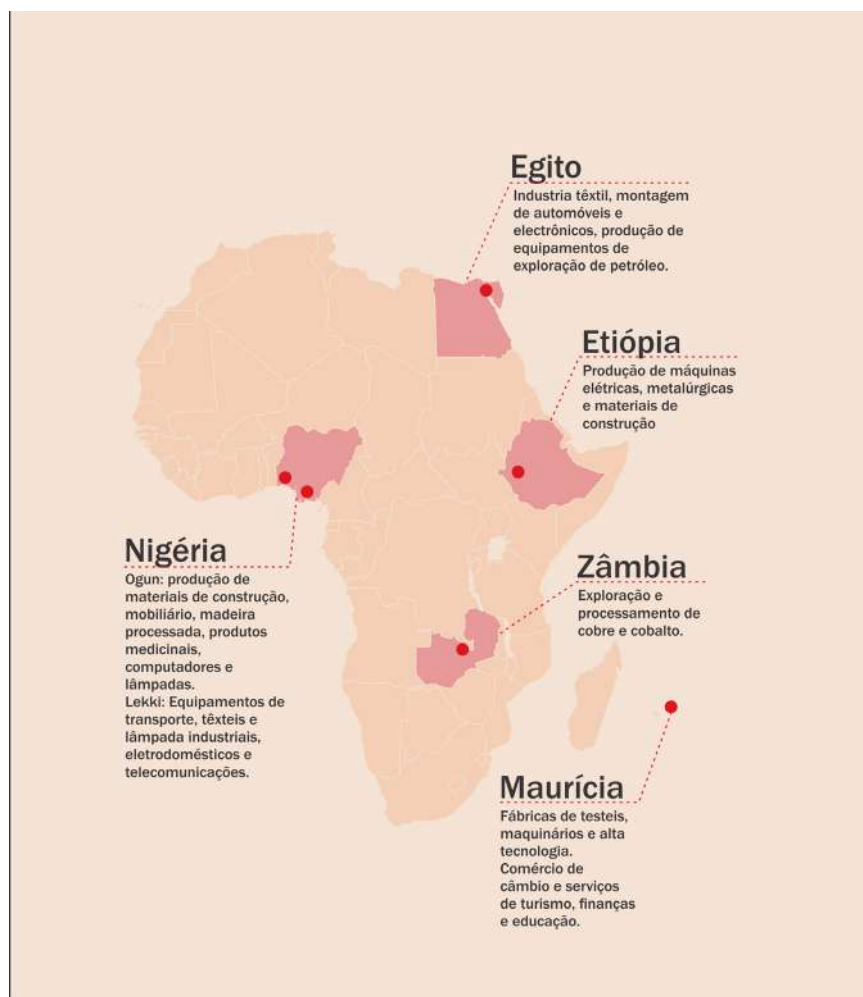 Egito
Industria têxtil, montagem
de automóveis e
electrônicos, produção de
equipamentos de
exploração de petróleo.
Etiópia
Produção de máquinas
elétricas, metalúrgicas
e materiais de
construção
Nigéria
Ogun: produção de
materiais de construção,
mobiliário, madeira
processada, produtos
medicinais,
computadores e
lâmpadas.
Lekki: Equipamentos de
transporte, têxteis e
lâmpada industriais,
eletrodomésticos e
telecomunicações.
Zâmbia
Exploração e
processamento de
cobre e cobalto.
Maurícia
Fábricas de testeis,
maquinários e alta
tecnologia.
Comércio de
câmbio e serviços
de turismo, finanças
e educação.